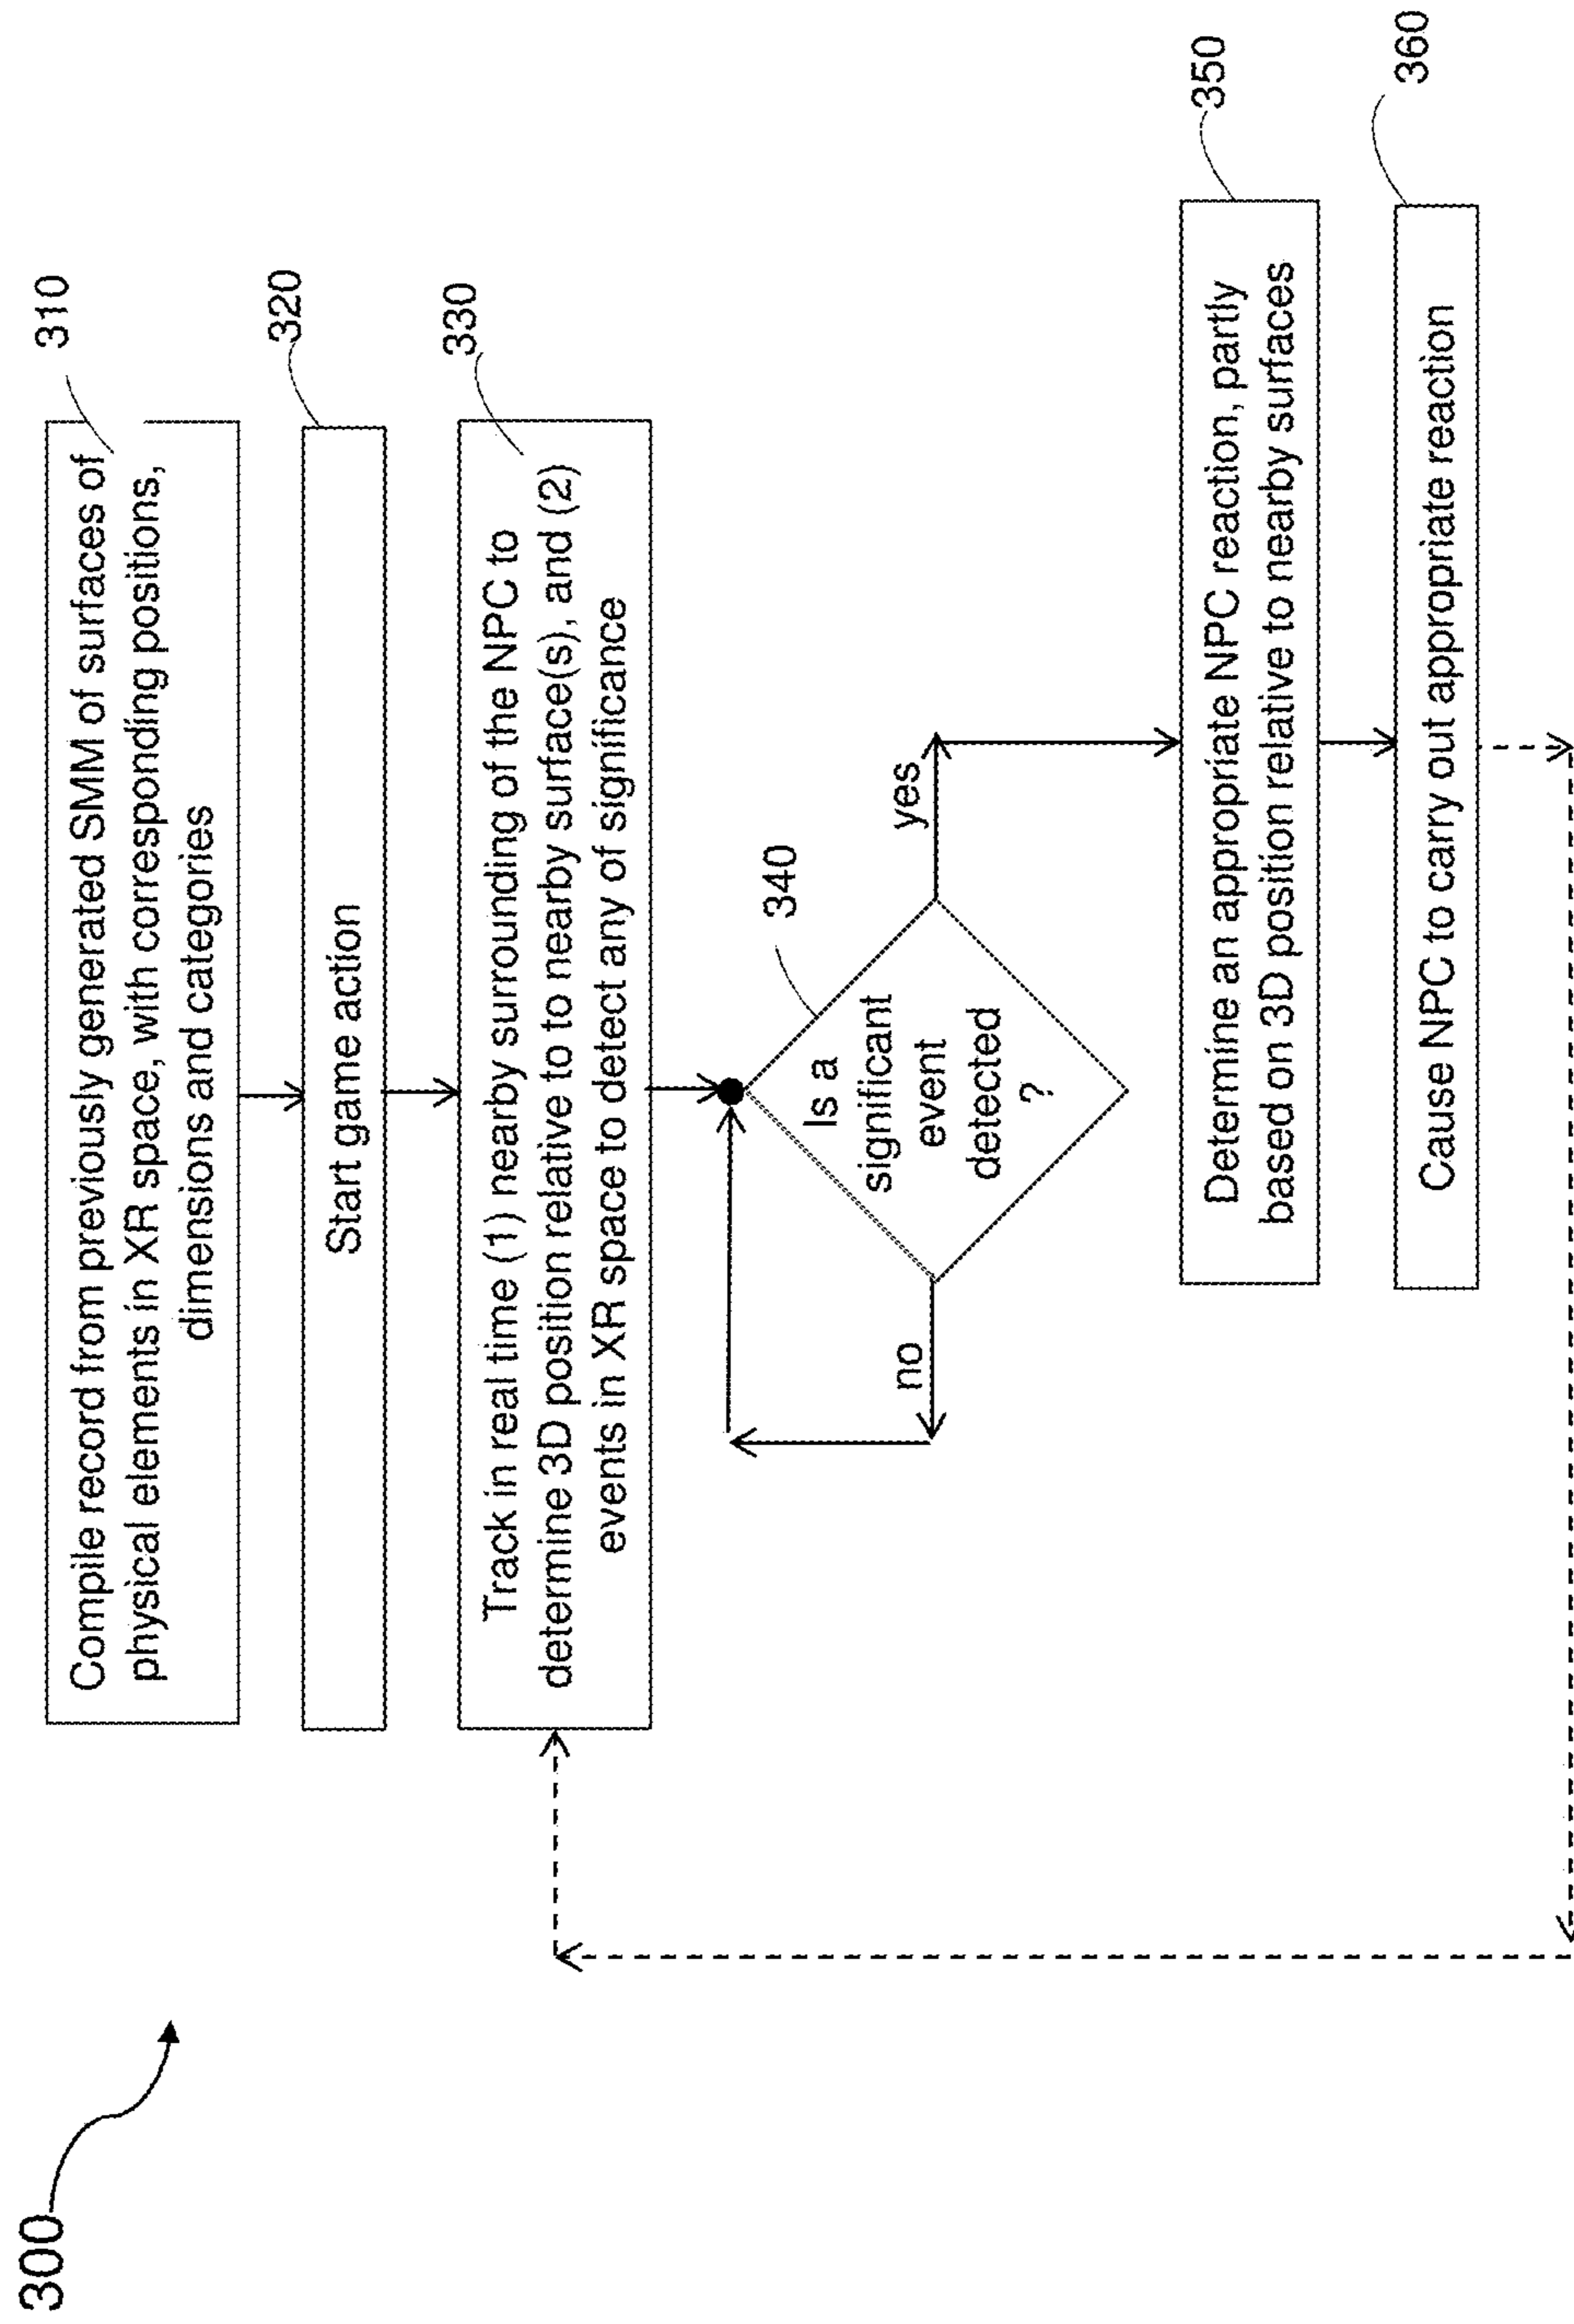 300
310
Compile record from previously generated SMM of surfaces of
physical elements in XR space, with corresponding positions,
dimensions and categories
320
Start game action
330
Track in real time (1) nearby surrounding of the NPC to
determine 3D position relative to nearby surface(s), and (2)
events in XR space to detect any of significance
340
Is a
significant
event
detected
?
no
yes
350
Determine an appropriate NPC reaction, partly
based on 3D position relative to nearby surfaces
360
Cause NPC to carry out appropriate reaction